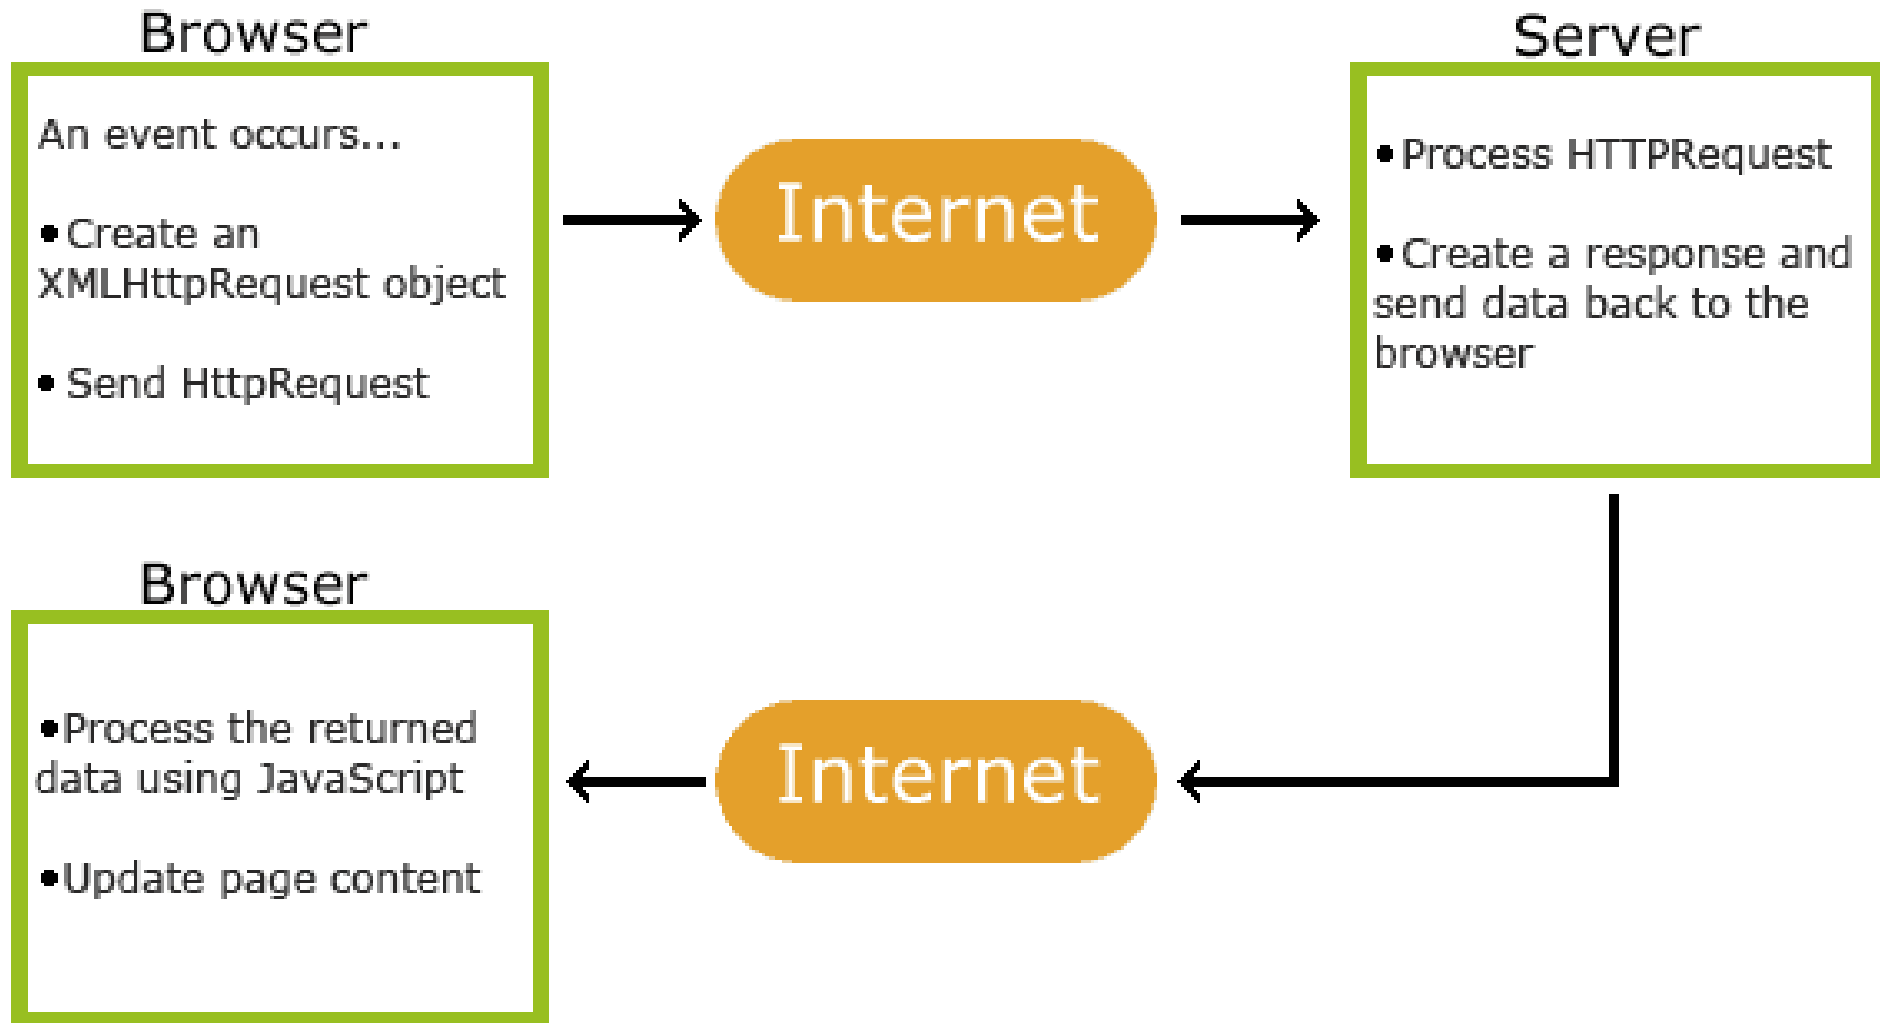 Browser
An event occurs...
• Create an
XMLHttpRequest object
• Send HttpRequest
Internet
Server
• Process HTTPRequest
• Create a response and
send data back to the
browser
Internet
Browser
• Process the returned
data using JavaScript
• Update page content